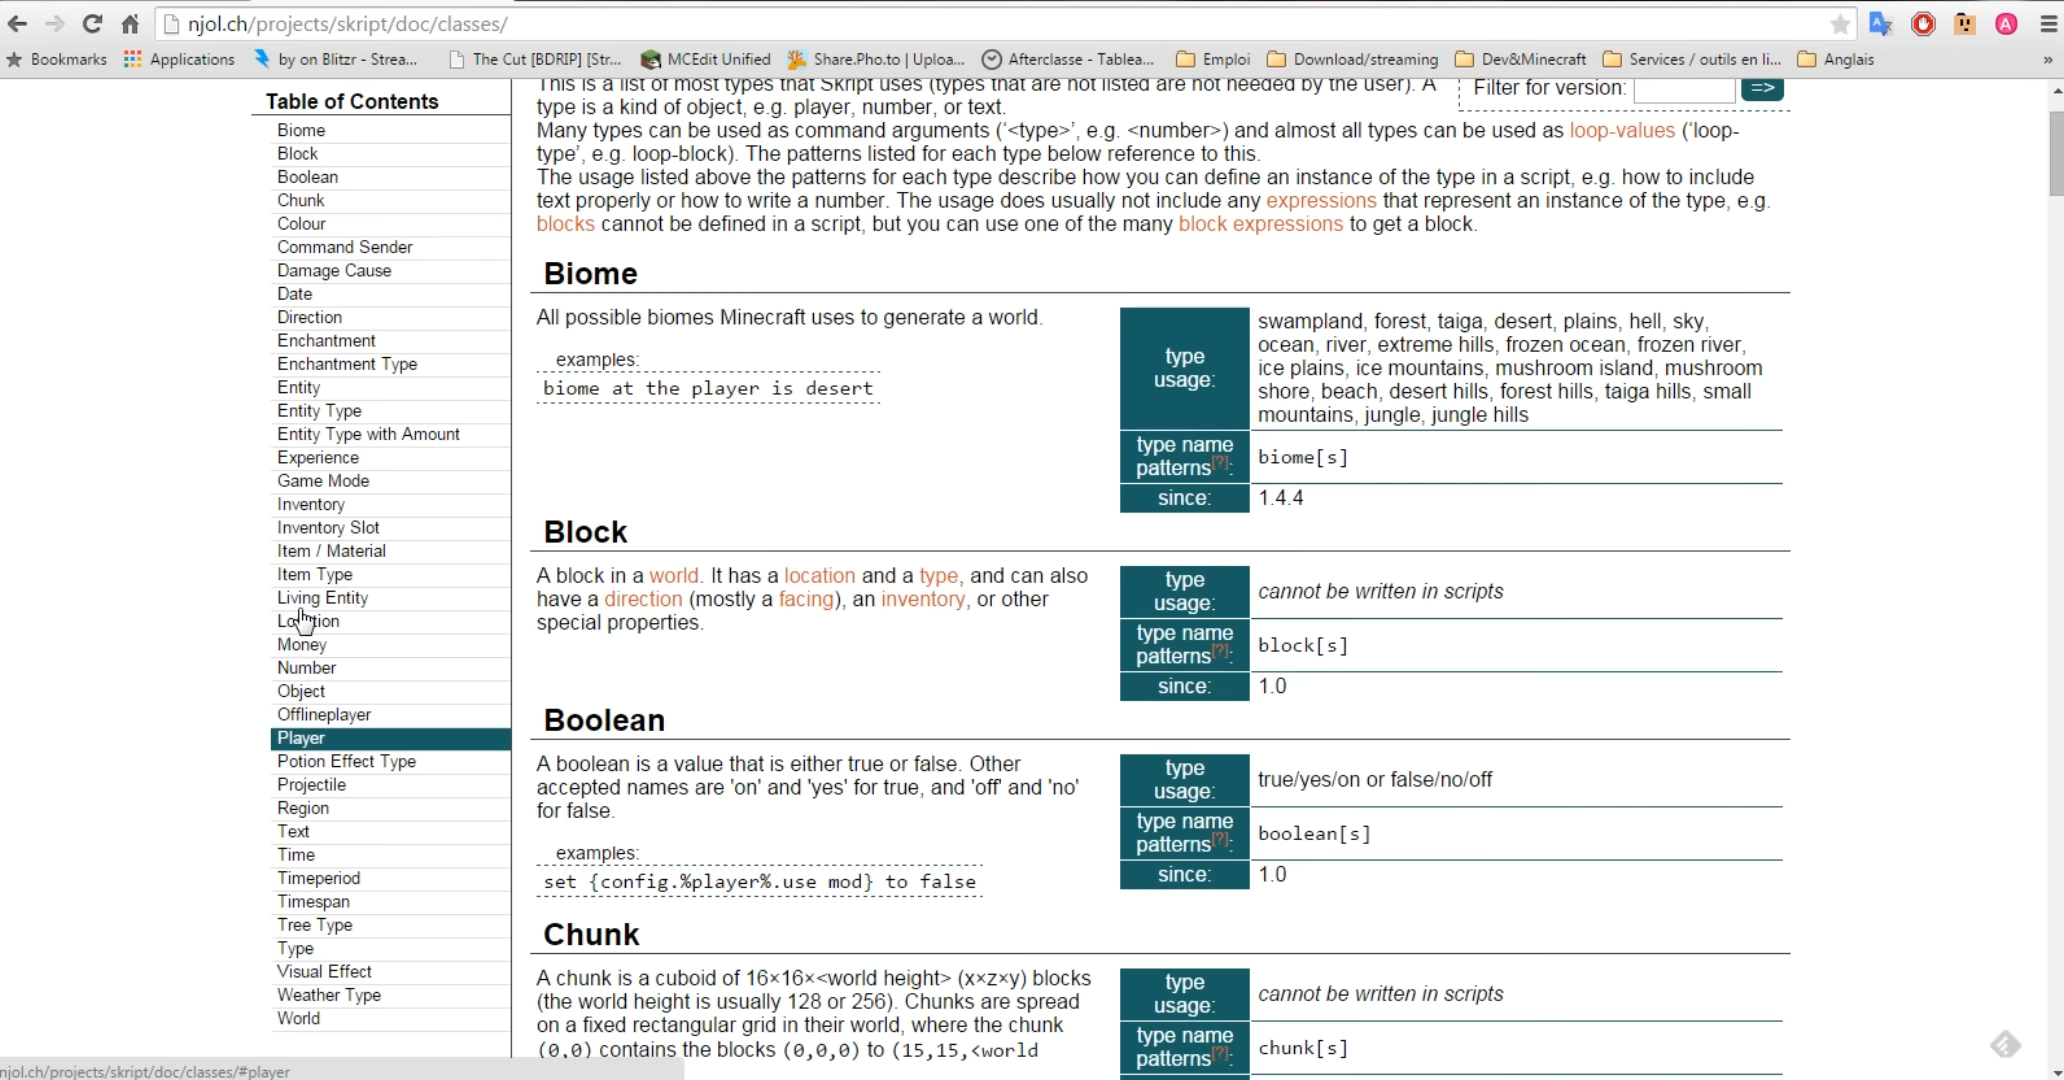 njol.ch/projects/skript/doc/classes/
Bookmarks Applications by on Blitzr - Strea... The Cut [BDRIP] [Str... MCEdit Unified Share.Pho.to | Uploa... Afterclasse - Tablea... Emploi Download/streaming Dev&Minecraft Services / outils en li... Anglais »
Table of Contents
Biome
Block
Boolean
Chunk
Colour
Command Sender
Damage Cause
Date
Direction
Enchantment
Enchantment Type
Entity
Entity Type
Entity Type with Amount
Experience
Game Mode
Inventory
Inventory Slot
Item / Material
Item Type
Living Entity
Location
Money
Number
Object
Offlineplayer
Player
Potion Effect Type
Projectile
Region
Text
Time
Timeperiod
Timespan
Tree Type
Type
Visual Effect
Weather Type
World
This is a list of most types that Skript uses (types that are not listed are not needed by the user). A
type is a kind of object, e.g. player, number, or text.
Many types can be used as command arguments (‘<type>’, e.g. <number>) and almost all types can be used as loop-values (‘loop-
type’, e.g. loop-block). The patterns listed for each type below reference to this.
The usage listed above the patterns for each type describe how you can define an instance of the type in a script, e.g. how to include
text properly or how to write a number. The usage does usually not include any expressions that represent an instance of the type, e.g.
blocks cannot be defined in a script, but you can use one of the many block expressions to get a block.
Filter for version: =>
Biome
All possible biomes Minecraft uses to generate a world.
examples:
biome at the player is desert
type
usage:
swampland, forest, taiga, desert, plains, hell, sky,
ocean, river, extreme hills, frozen ocean, frozen river,
ice plains, ice mountains, mushroom island, mushroom
shore, beach, desert hills, forest hills, taiga hills, small
mountains, jungle, jungle hills
type name
patterns[?]:
biome[s]
since: 1.4.4
Block
A block in a world. It has a location and a type, and can also
have a direction (mostly a facing), an inventory, or other
special properties.
type
usage:
cannot be written in scripts
type name
patterns[?]:
block[s]
since: 1.0
Boolean
A boolean is a value that is either true or false. Other
accepted names are 'on' and 'yes' for true, and 'off' and 'no'
for false.
examples:
set {config.%player%.use mod} to false
type
usage:
true/yes/on or false/no/off
type name
patterns[?]:
boolean[s]
since: 1.0
Chunk
A chunk is a cuboid of 16×16×<world height> (x×z×y) blocks
(the world height is usually 128 or 256). Chunks are spread
on a fixed rectangular grid in their world, where the chunk
(0,0) contains the blocks (0,0,0) to (15,15,<world
type
usage:
cannot be written in scripts
type name
patterns[?]:
chunk[s]
njol.ch/projects/skript/doc/classes/#player